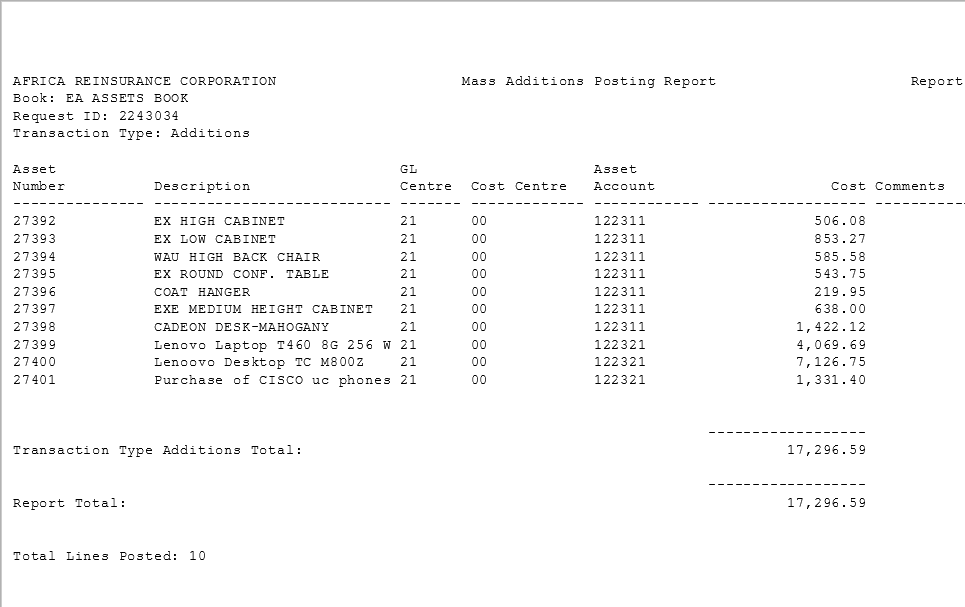 AFRICA REINSURANCE CORPORATION Mass Additions Posting Report Report
Book: EA ASSETS BOOK
Request ID: 2243034
Transaction Type: Additions
Asset GL Asset
Number Description Centre Cost Centre Account Cost Comments
--------------- --------------------------- ------- ------------- ------------ ------------------ -----------
27392 EX HIGH CABINET 21 00 122311 506.08
27393 EX LOW CABINET 21 00 122311 853.27
27394 WAU HIGH BACK CHAIR 21 00 122311 585.58
27395 EX ROUND CONF. TABLE 21 00 122311 543.75
27396 COAT HANGER 21 00 122311 219.95
27397 EXE MEDIUM HEIGHT CABINET 21 00 122311 638.00
27398 CADEON DESK-MAHOGANY 21 00 122311 1,422.12
27399 Lenovo Laptop T460 8G 256 W 21 00 122321 4,069.69
27400 Lenoovo Desktop TC M800Z 21 00 122321 7,126.75
27401 Purchase of CISCO uc phones 21 00 122321 1,331.40
------------------
Transaction Type Additions Total: 17,296.59
------------------
Report Total: 17,296.59
Total Lines Posted: 10